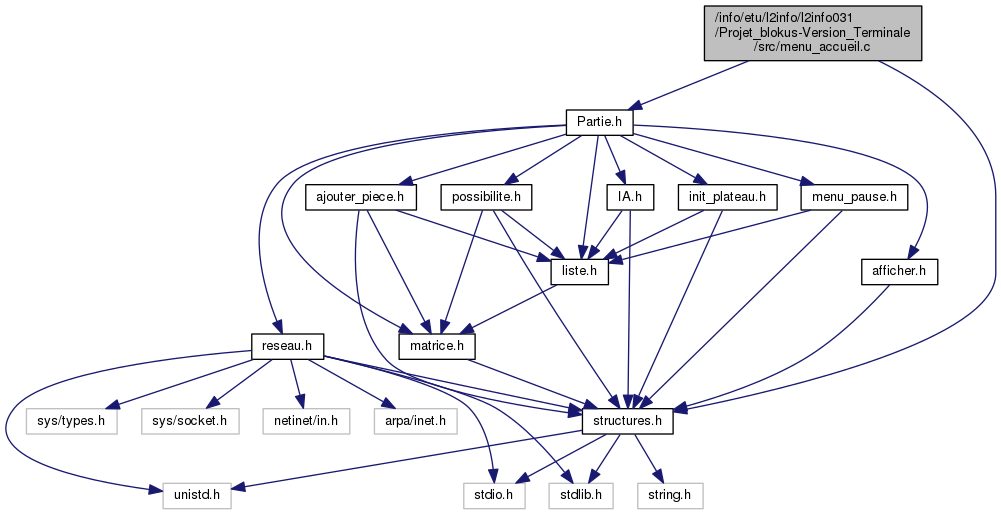 /info/etu/l2info/l2info031
/Projet_blokus-Version_Terminale
/src/menu_accueil.c
Partie.h
ajouter_piece.h
possibilite.h
IA.h
init_plateau.h
menu_pause.h
liste.h
afficher.h
reseau.h
matrice.h
sys/types.h
sys/socket.h
netinet/in.h
arpa/inet.h
structures.h
unistd.h
stdio.h
stdlib.h
string.h